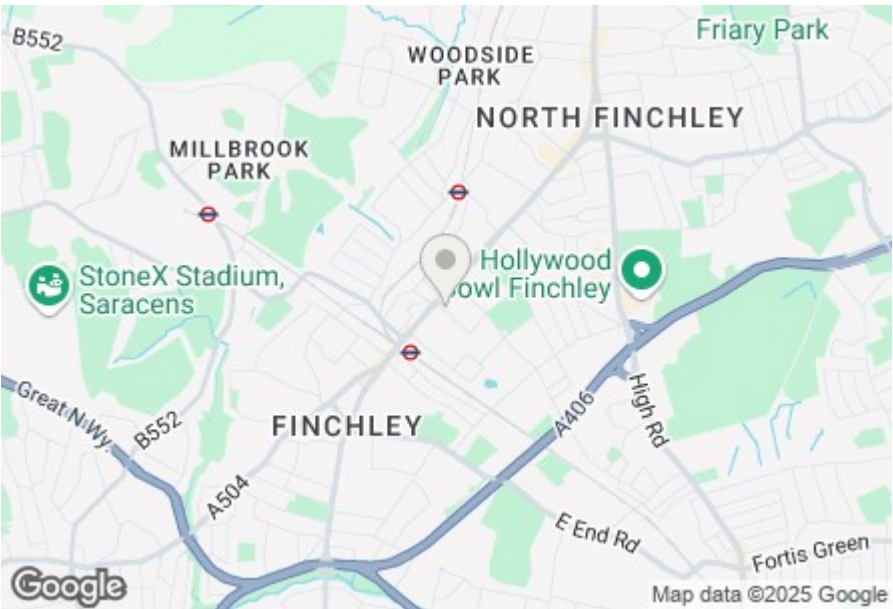 B552
Friary Park
WOODSIDE
PARK
NORTH FINCHLEY
MILLBROOK
PARK
StoneX Stadium,
Saracens
Hollywood
owl Finchley
Great N Wy.
B552
FINCHLEY
A504
A406
High Rd
E End Rd
Fortis Green
Google
Map data ©2025 Google